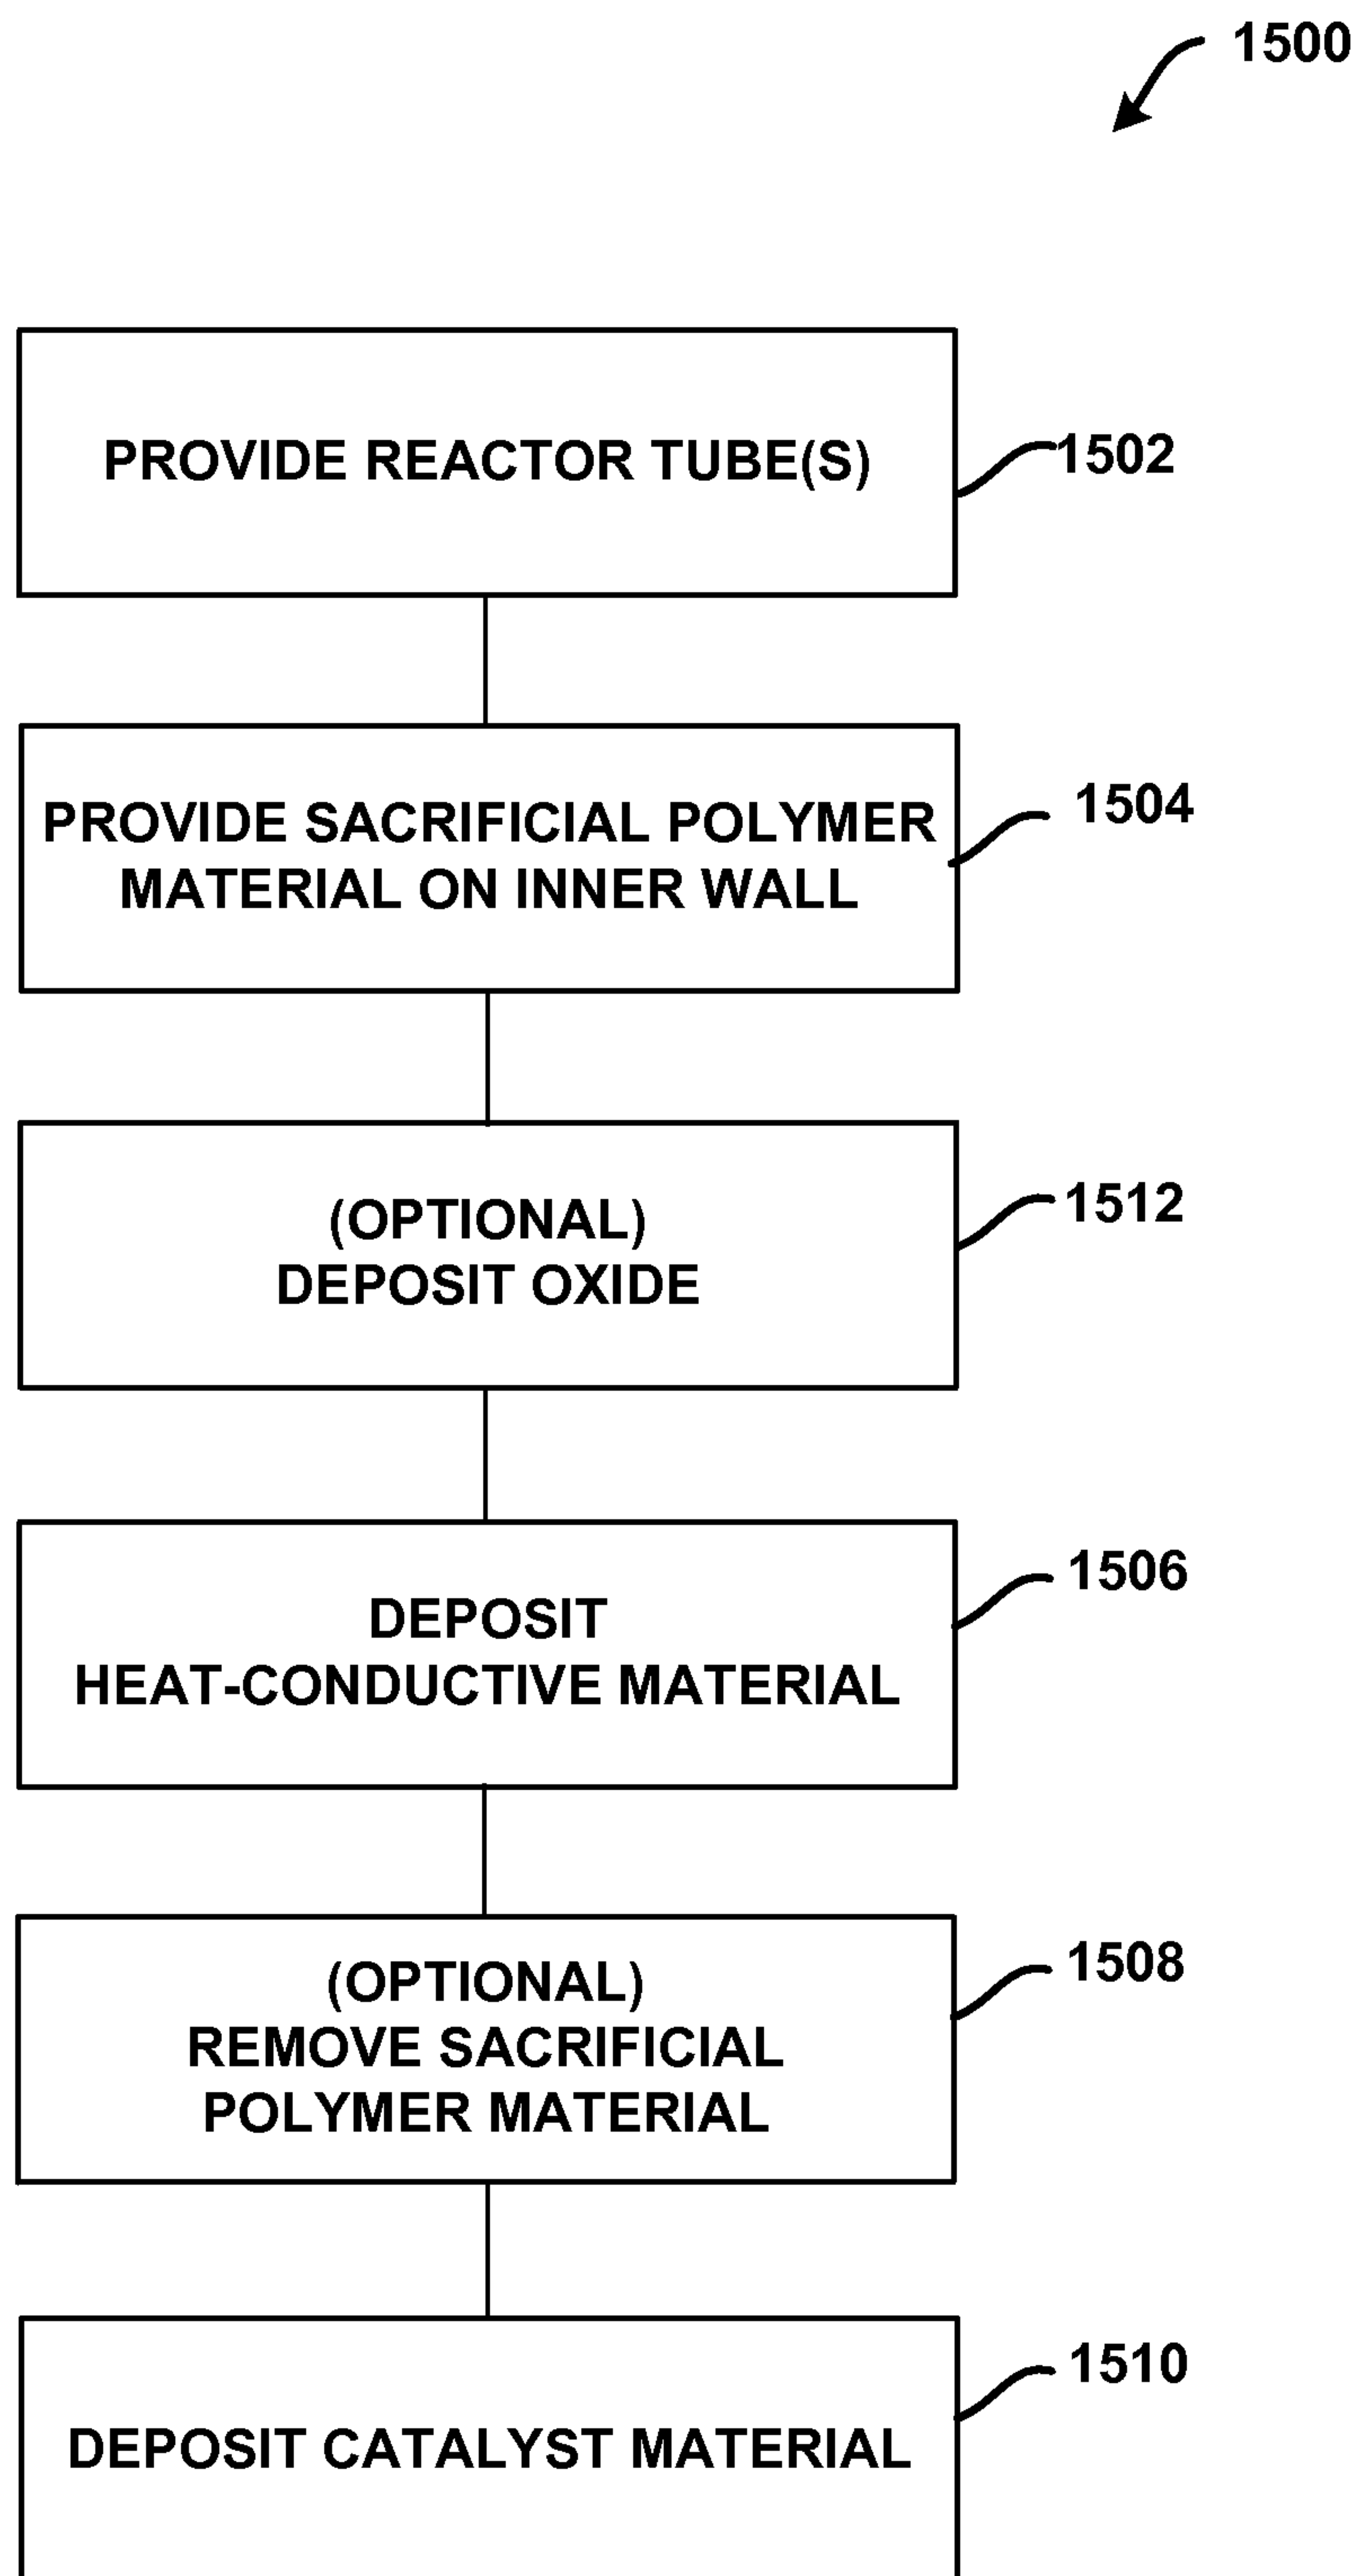 1500
PROVIDE REACTOR TUBE(S)
1502
PROVIDE SACRIFICIAL POLYMER
MATERIAL ON INNER WALL
1504
(OPTIONAL)
DEPOSIT OXIDE
1512
DEPOSIT
HEAT-CONDUCTIVE MATERIAL
1506
(OPTIONAL)
REMOVE SACRIFICIAL
POLYMER MATERIAL
1508
DEPOSIT CATALYST MATERIAL
1510